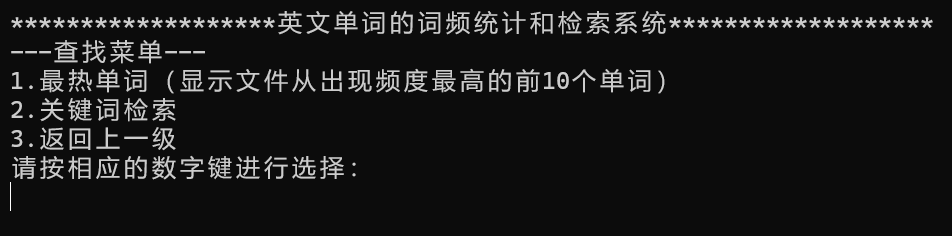 *******************英文单词的词频统计和检索系统*******************
---查找菜单---
1.最热单词（显示文件从出现频度最高的前10个单词）
2.关键词检索
3.返回上一级
请按相应的数字键进行选择：